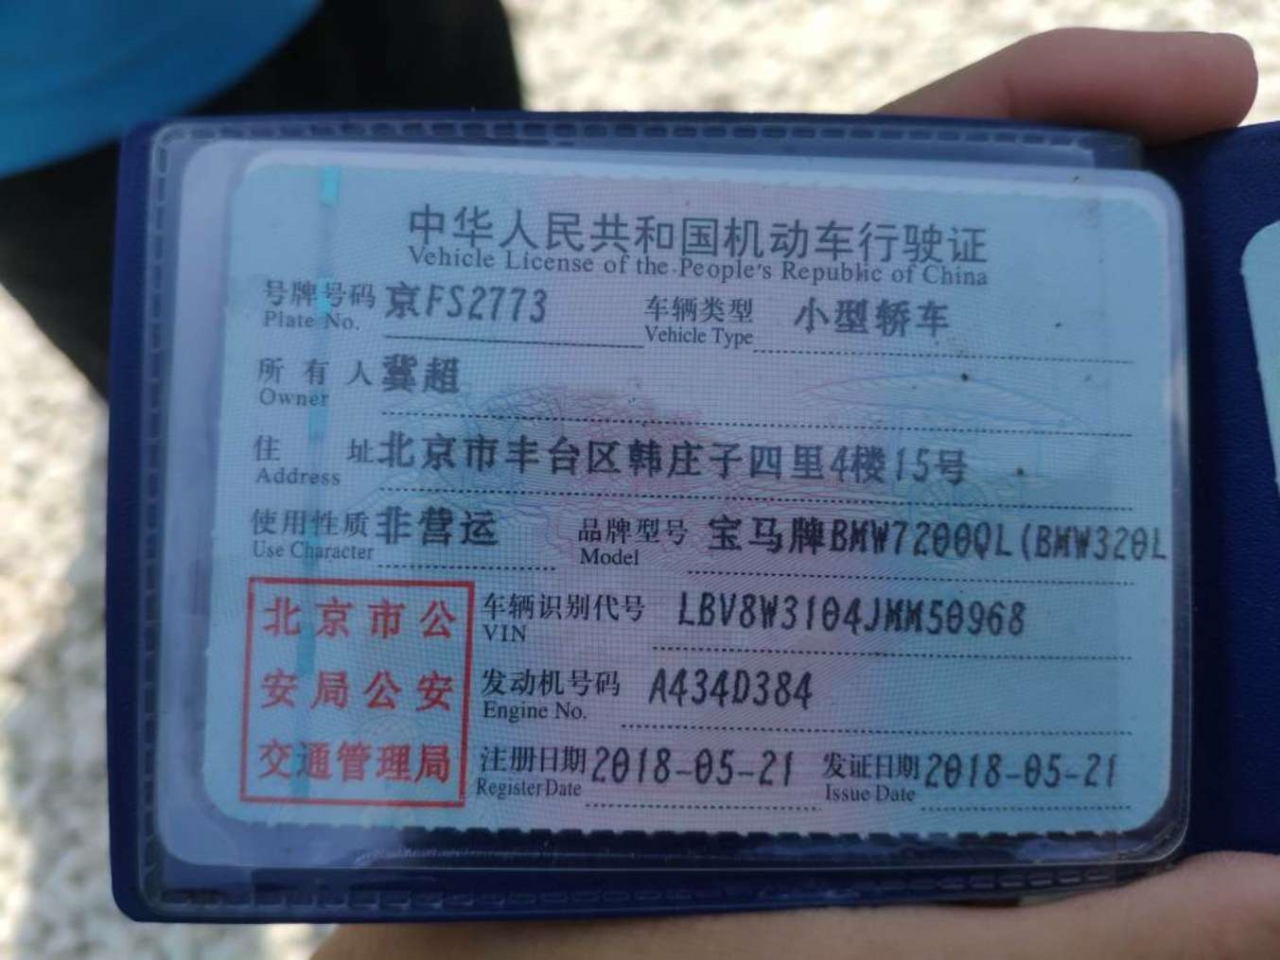 中华人民共和国机动车行驶证
Vehicle License of the People's Republic of China
号牌号码 京FS2773 车辆类型 小型轿车
Plate No. Vehicle Type
所有人 龚超
Owner
住址 北京市丰台区韩庄子四里4楼15号
Address
使用性质 非营运 品牌型号 宝马牌BMW7200QL(BMW320L
Use Character Model
北京市公
安局公安
交通管理局
车辆识别代号 LBV8W3104JMM50968
VIN
发动机号码 A434D384
Engine No.
注册日期 2018-05-21 发证日期 2018-05-21
Register Date Issue Date